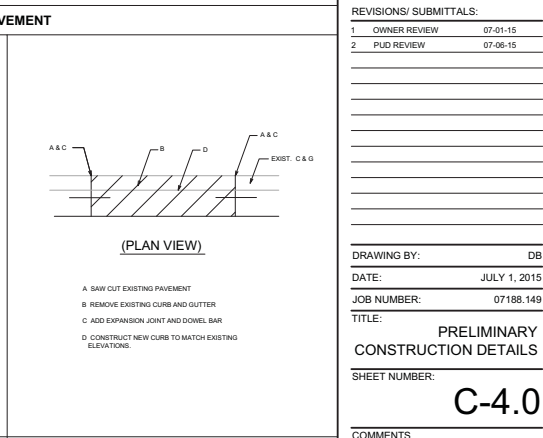 VEMENT
A & C
B
D
A & C
EXIST. C & G
(PLAN VIEW)
A SAW CUT EXISTING PAVEMENT
B REMOVE EXISTING CURB AND GUTTER
C ADD EXPANSION JOINT AND DOWEL BAR
D CONSTRUCT NEW CURB TO MATCH EXISTING
ELEVATIONS.
REVISIONS/ SUBMITTALS:
1 OWNER REVIEW 07-01-15
2 PUD REVIEW 07-06-15
DRAWING BY: DB
DATE: JULY 1, 2015
JOB NUMBER: 07188.149
TITLE:
PRELIMINARY
CONSTRUCTION DETAILS
SHEET NUMBER:
C-4.0
COMMENTS